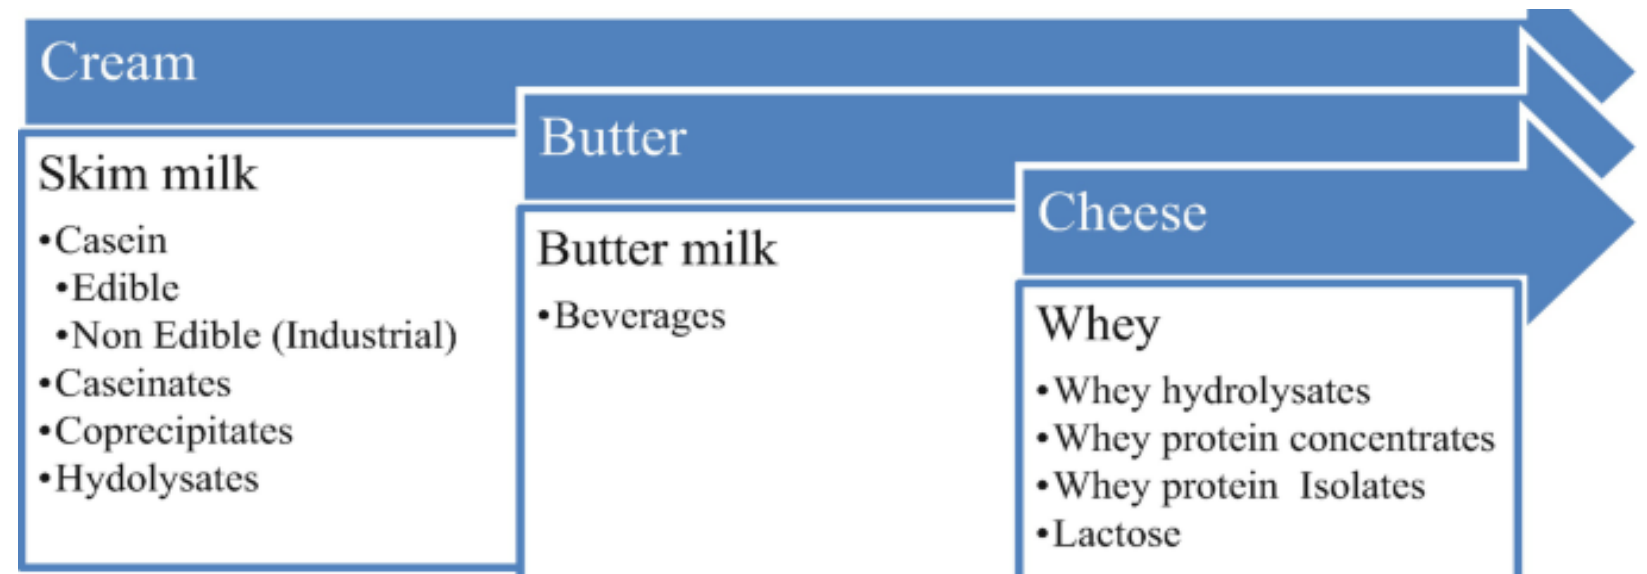 Cream
Skim milk
•Casein
•Edible
•Non Edible (Industrial)
•Caseinates
•Coprecipitates
•Hydolysates
Butter
Butter milk
•Beverages
Cheese
Whey
•Whey hydrolysates
•Whey protein concentrates
•Whey protein Isolates
•Lactose